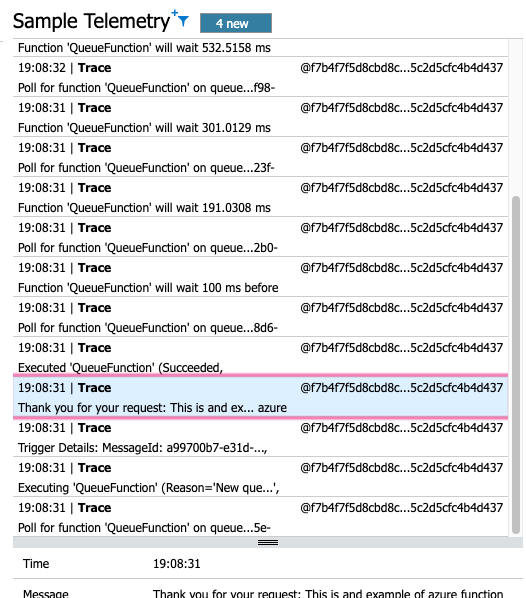 Sample Telemetry
4 new
Function 'QueueFunction' will wait 532.5158 ms
19:08:32 | Trace @f7b4f7f5d8cbd8c...5c2d5cfc4b4d437
Poll for function 'QueueFunction' on queue...f98-
19:08:31 | Trace @f7b4f7f5d8cbd8c...5c2d5cfc4b4d437
Function 'QueueFunction' will wait 301.0129 ms
19:08:31 | Trace @f7b4f7f5d8cbd8c...5c2d5cfc4b4d437
Poll for function 'QueueFunction' on queue...23f-
19:08:31 | Trace @f7b4f7f5d8cbd8c...5c2d5cfc4b4d437
Function 'QueueFunction' will wait 191.0308 ms
19:08:31 | Trace @f7b4f7f5d8cbd8c...5c2d5cfc4b4d437
Poll for function 'QueueFunction' on queue...2b0-
19:08:31 | Trace @f7b4f7f5d8cbd8c...5c2d5cfc4b4d437
Function 'QueueFunction' will wait 100 ms before
19:08:31 | Trace @f7b4f7f5d8cbd8c...5c2d5cfc4b4d437
Poll for function 'QueueFunction' on queue...8d6-
19:08:31 | Trace @f7b4f7f5d8cbd8c...5c2d5cfc4b4d437
Executed 'QueueFunction' (Succeeded,
19:08:31 | Trace @f7b4f7f5d8cbd8c...5c2d5cfc4b4d437
Thank you for your request: This is and ex... azure
19:08:31 | Trace @f7b4f7f5d8cbd8c...5c2d5cfc4b4d437
Trigger Details: MessageId: a99700b7-e31d-...,
19:08:31 | Trace @f7b4f7f5d8cbd8c...5c2d5cfc4b4d437
Executing 'QueueFunction' (Reason='New que...',
19:08:31 | Trace @f7b4f7f5d8cbd8c...5c2d5cfc4b4d437
Poll for function 'QueueFunction' on queue...5e-
Time 19:08:31
Message Thank you for your request: This is and example of azure function